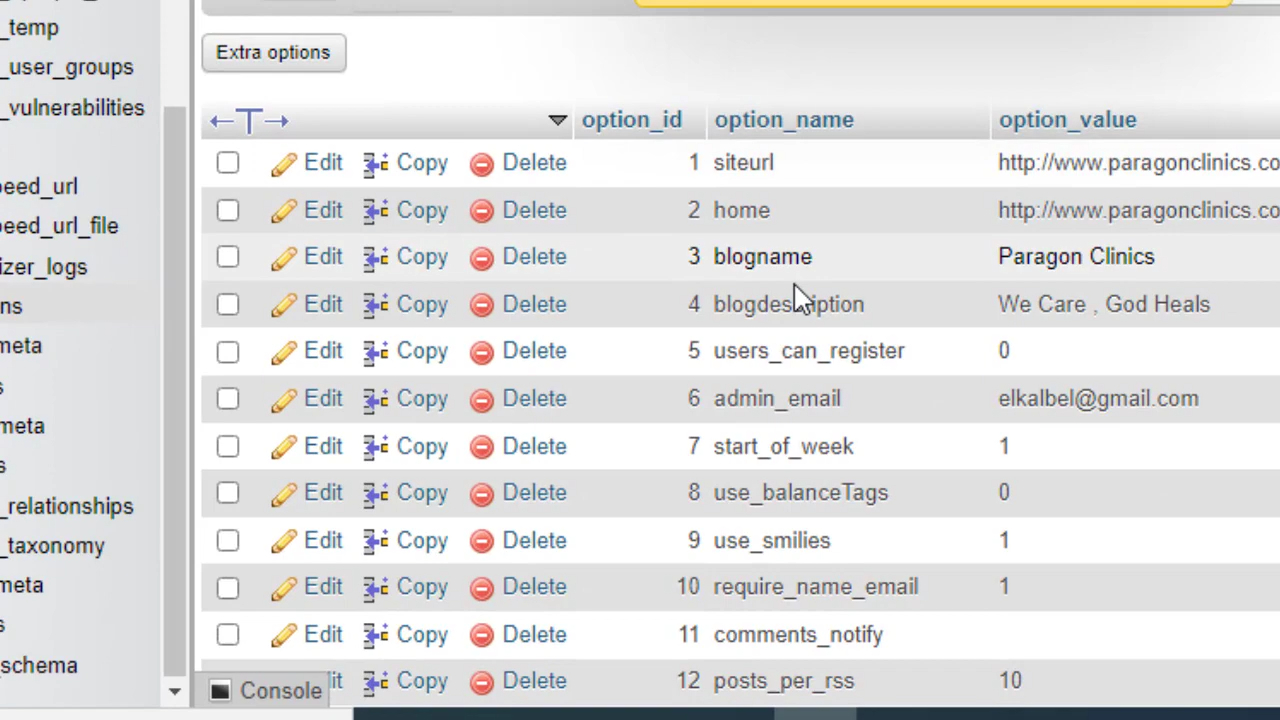 _temp
_user_groups
_vulnerabilities
peed_url
peed_url_file
izer_logs
ns
meta
s
meta
s
_relationships
_taxonomy
meta
s
_schema
Extra options
option_id option_name option_value
Edit Copy Delete 1 siteurl http://www.paragonclinics.co
Edit Copy Delete 2 home http://www.paragonclinics.co
Edit Copy Delete 3 blogname Paragon Clinics
Edit Copy Delete 4 blogdescription We Care , God Heals
Edit Copy Delete 5 users_can_register 0
Edit Copy Delete 6 admin_email elkalbel@gmail.com
Edit Copy Delete 7 start_of_week 1
Edit Copy Delete 8 use_balanceTags 0
Edit Copy Delete 9 use_smilies 1
Edit Copy Delete 10 require_name_email 1
Edit Copy Delete 11 comments_notify
Copy Delete 12 posts_per_rss 10
Console